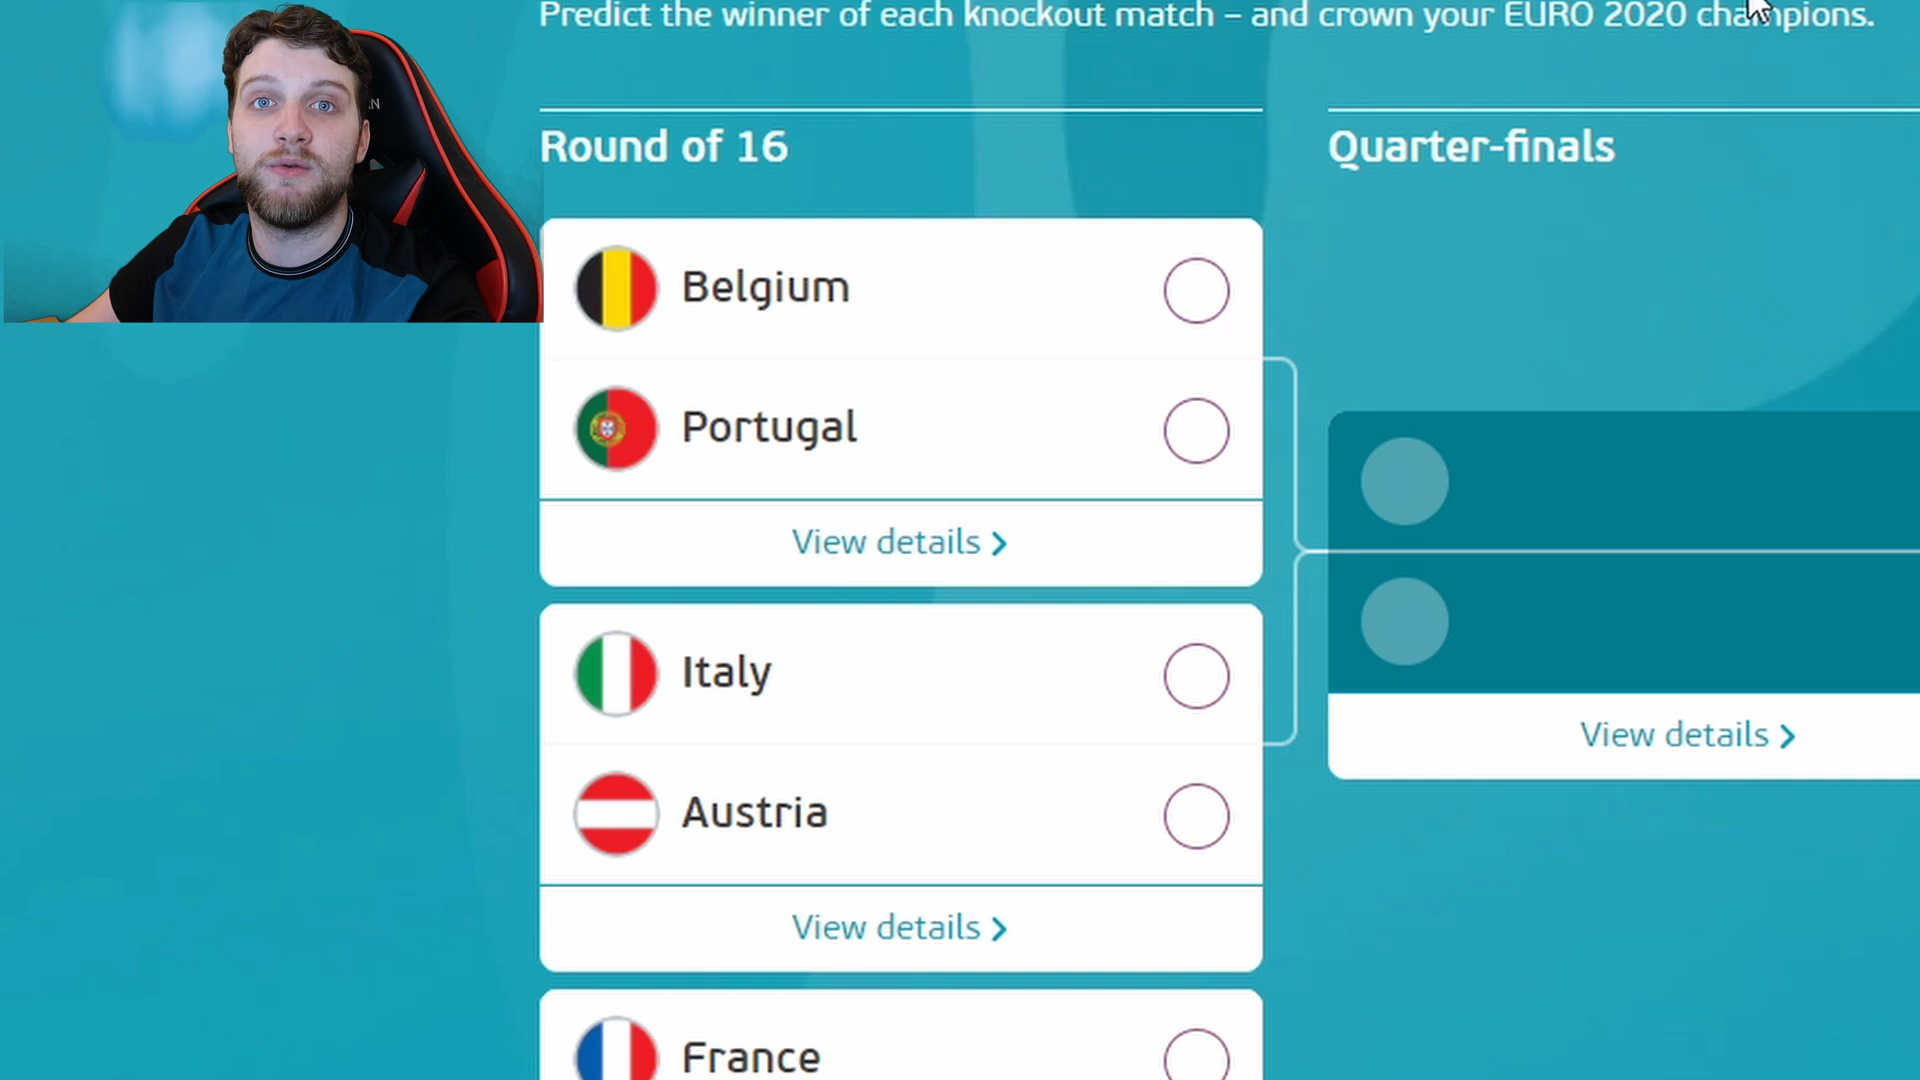 Predict the winner of each knockout match – and crown your EURO 2020 champions.
Round of 16
Quarter-finals
Belgium
Portugal
View details
Italy
View details
Austria
View details
France